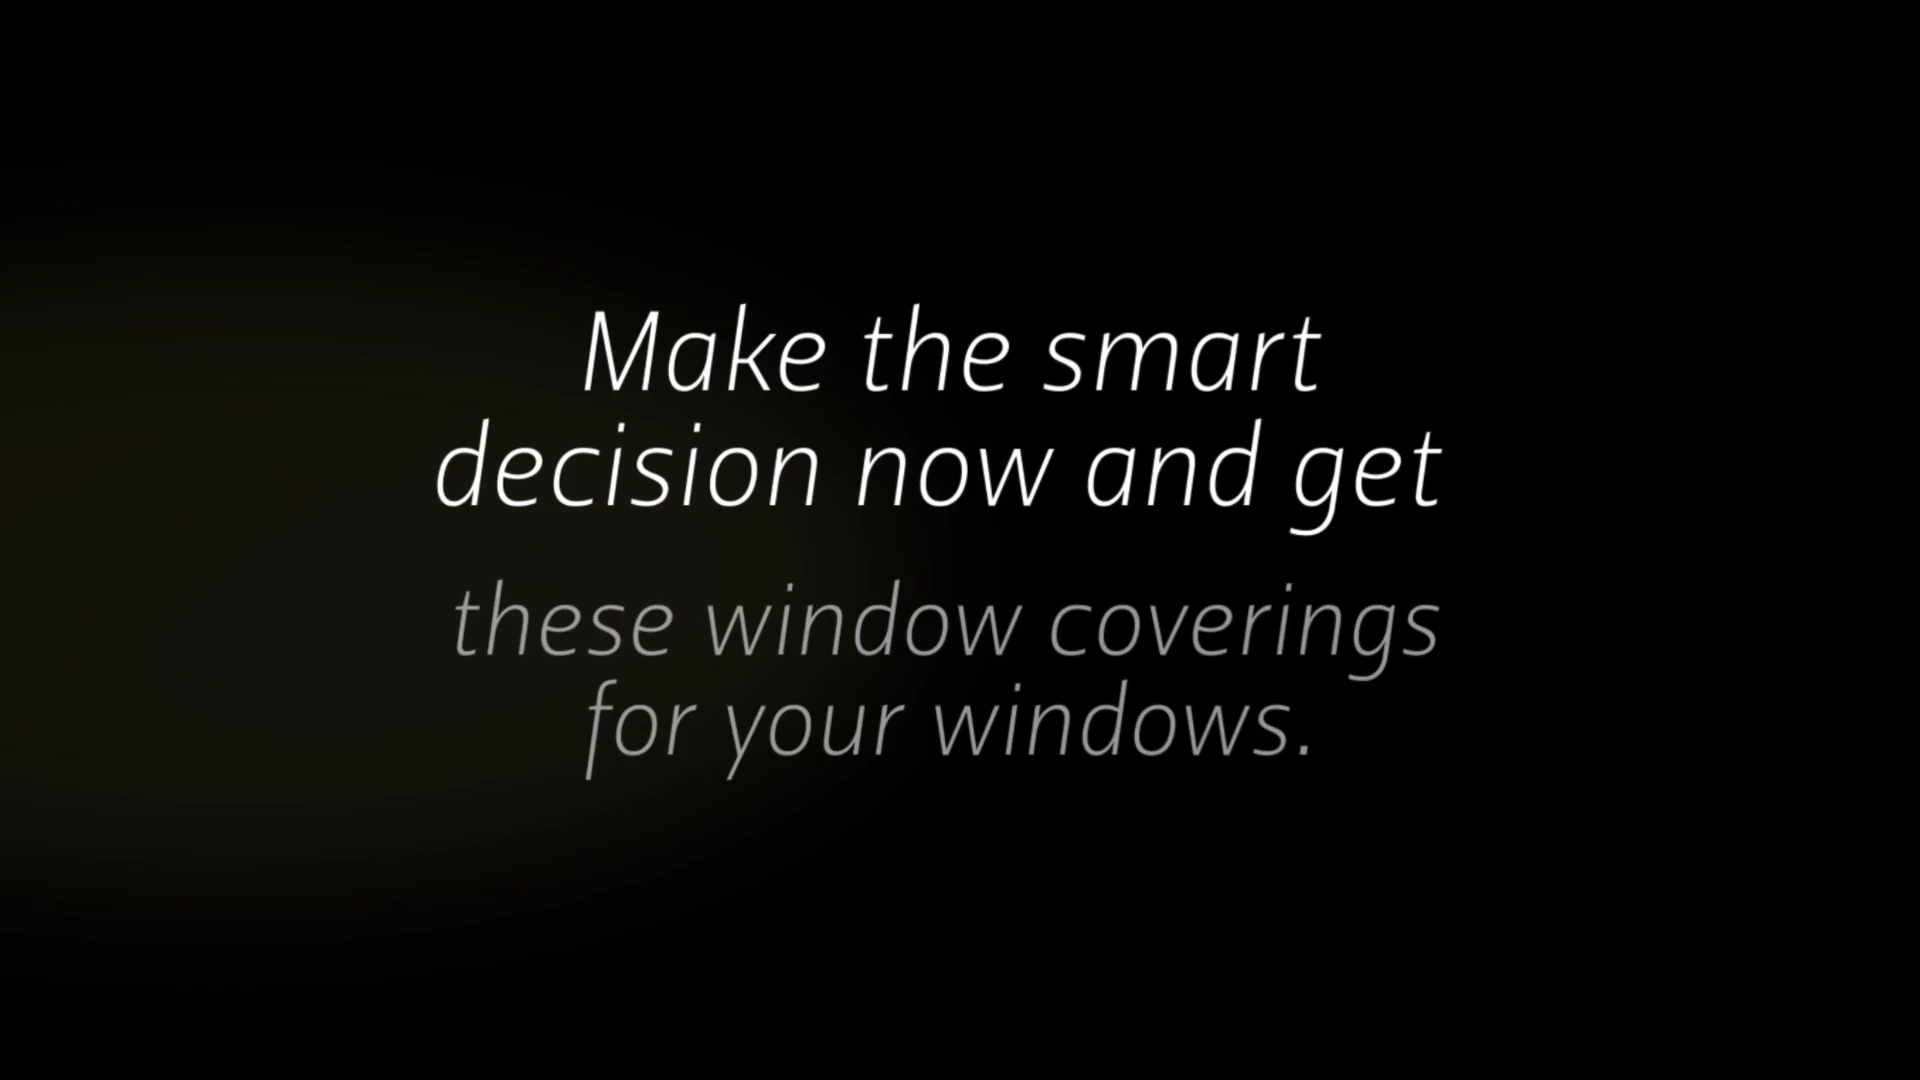 Make the smart
decision now and get
these window coverings
for your windows.